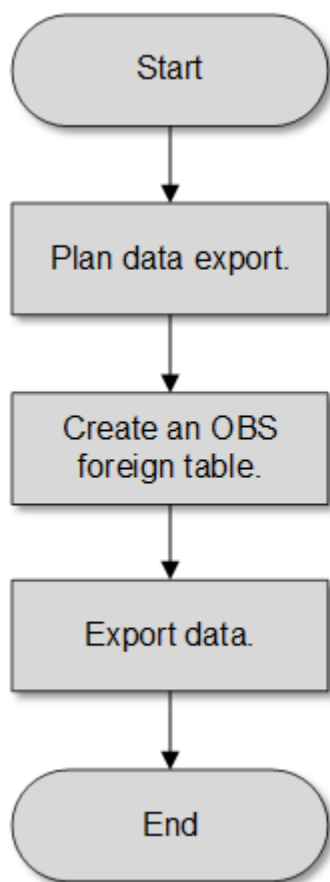 Start
Plan data export.
Create an OBS
foreign table.
Export data.
End